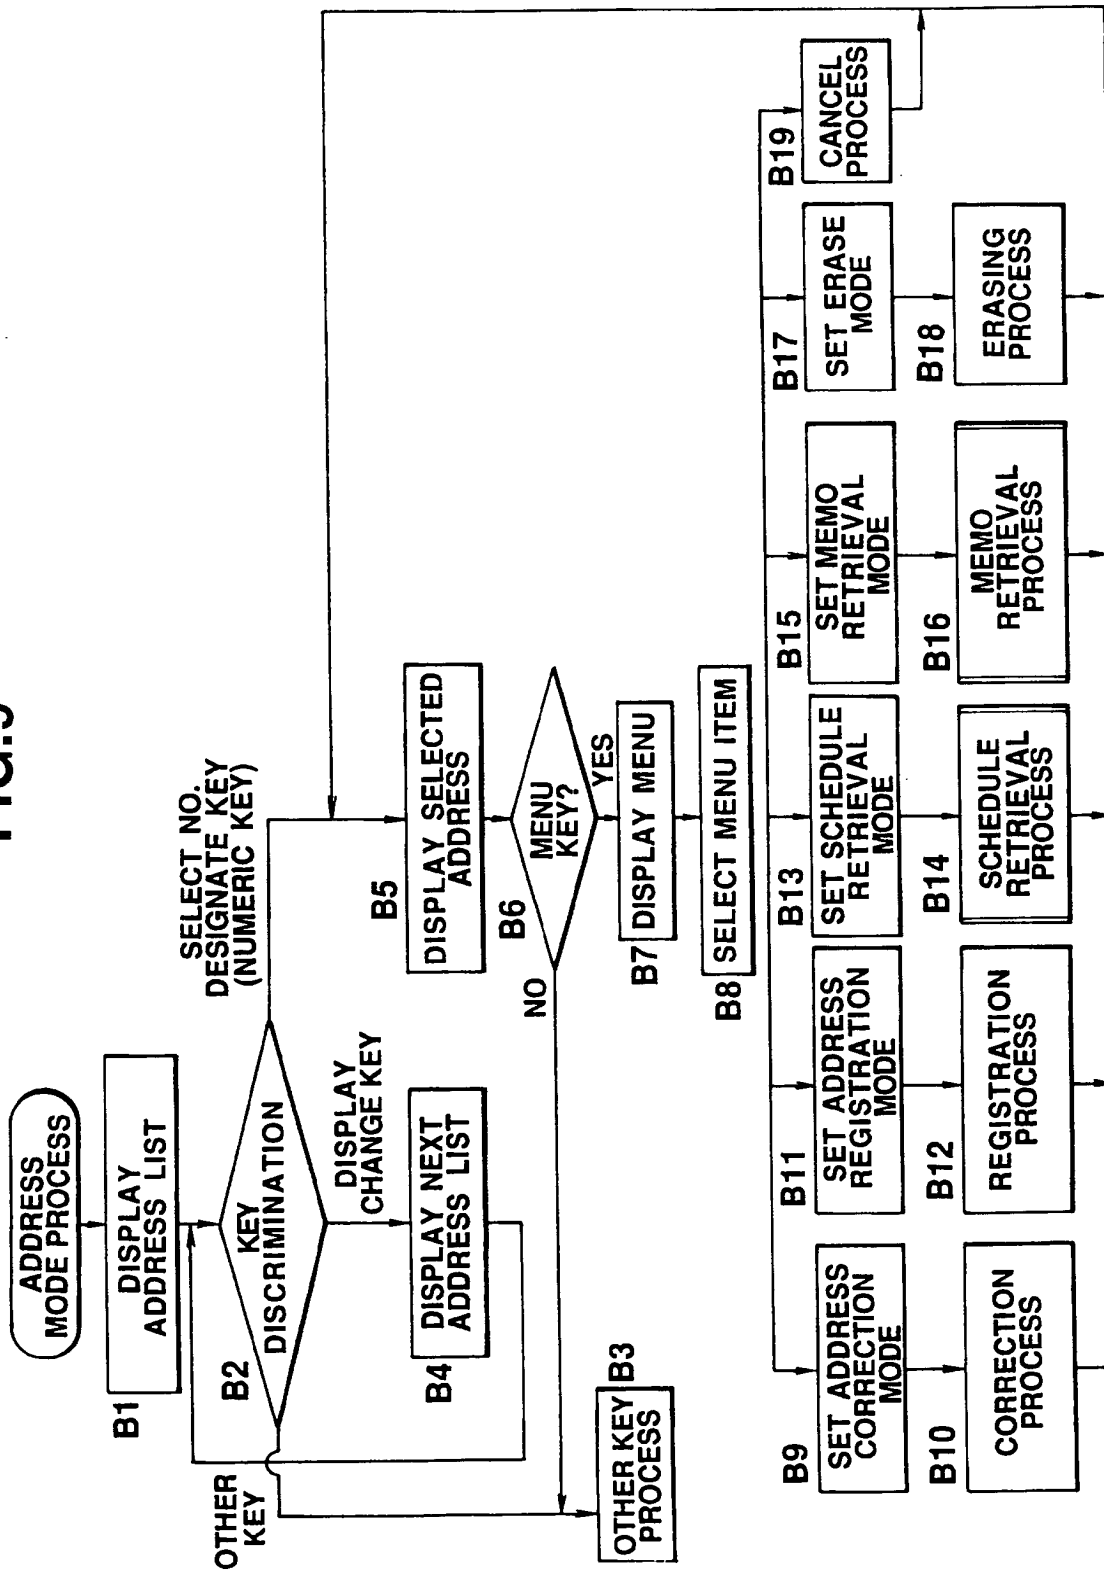 ADDRESS
MODE PROCESS
B1
DISPLAY
ADDRESS LIST
B2
KEY
DISCRIMINATION
OTHER
KEY
DISPLAY
CHANGE KEY
SELECT NO.
DESIGNATE KEY
(NUMERIC KEY)
B4
DISPLAY NEXT
ADDRESS LIST
B5
DISPLAY SELECTED
ADDRESS
B6
MENU
KEY?
NO
YES
OTHER KEY
PROCESS
B3
B7
DISPLAY MENU
B8
SELECT MENU ITEM
B9
SET ADDRESS
CORRECTION
MODE
B10
CORRECTION
PROCESS
B11
SET ADDRESS
REGISTRATION
MODE
B12
REGISTRATION
PROCESS
B13
SET SCHEDULE
RETRIEVAL
MODE
B14
SCHEDULE
RETRIEVAL
PROCESS
B15
SET MEMO
RETRIEVAL
MODE
B16
MEMO
RETRIEVAL
PROCESS
B17
SET ERASE
MODE
B18
ERASING
PROCESS
B19
CANCEL
PROCESS